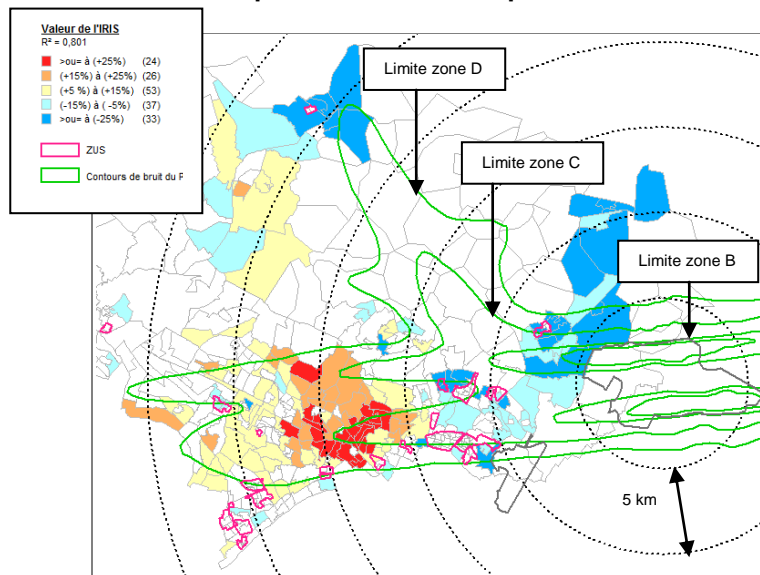 Valeur de l'IRIS
R² = 0,801
>ou= à (+25%) (24)
(+15%) à (+25%) (26)
(+5 %) à (+15%) (53)
(-15%) à ( -5%) (37)
>ou= à (-25%) (33)
ZUS
Contours de bruit du
Limite zone D
Limite zone C
Limite zone B
5 km